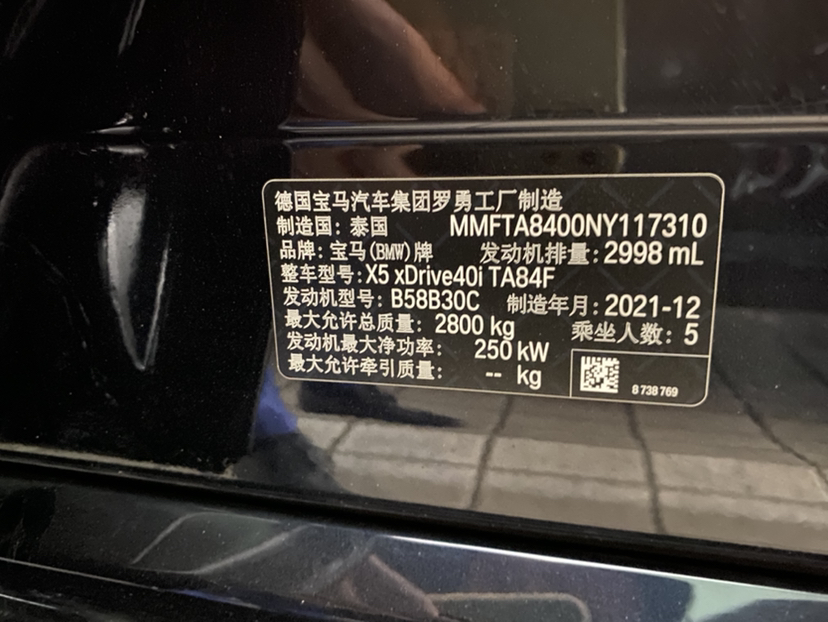 德国宝马汽车集团罗勇工厂制造
制造国: 泰国 MMFTA8400NY117310
品牌: 宝马(BMW)牌 发动机排量: 2998 mL
整车型号: X5 xDrive40i TA84F
发动机型号: B58B30C 制造年月: 2021-12
最大允许总质量: 2800 kg 乘坐人数: 5
发动机最大净功率: 250 kW
最大允许牵引质量: -- kg
8 738 769